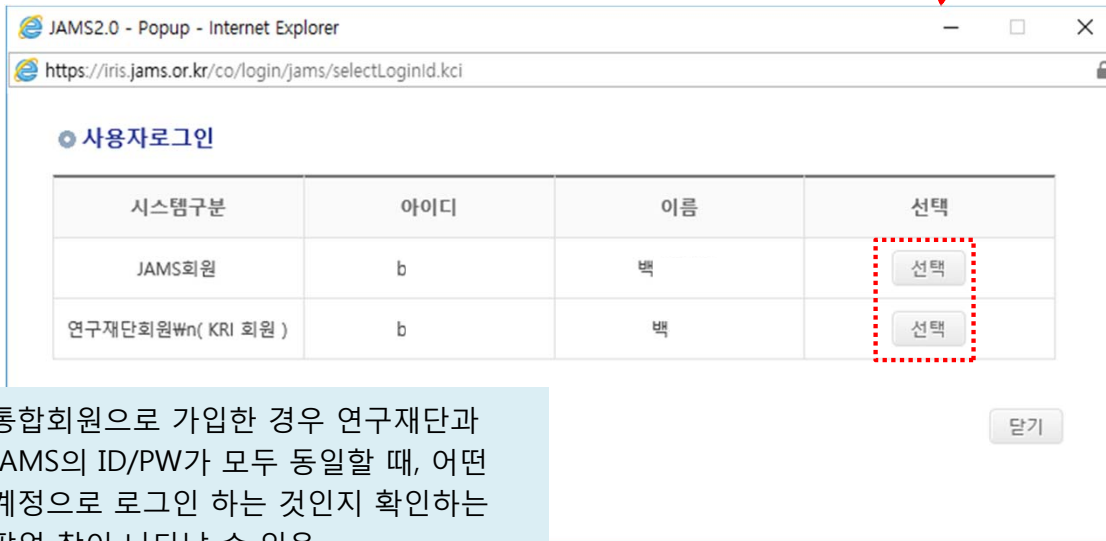 JAMS2.0 - Popup - Internet Explorer
https://iris.jams.or.kr/co/login/jams/selectLoginId.kci
사용자로그인
시스템구분 아이디 이름 선택
JAMS회원 b 백 선택
연구재단회원₩n( KRI 회원 ) b 백 선택
닫기
통합회원으로 가입한 경우 연구재단과
AMS의 ID/PW가 모두 동일할 때, 어떤
계정으로 로그인 하는 것인지 확인하는